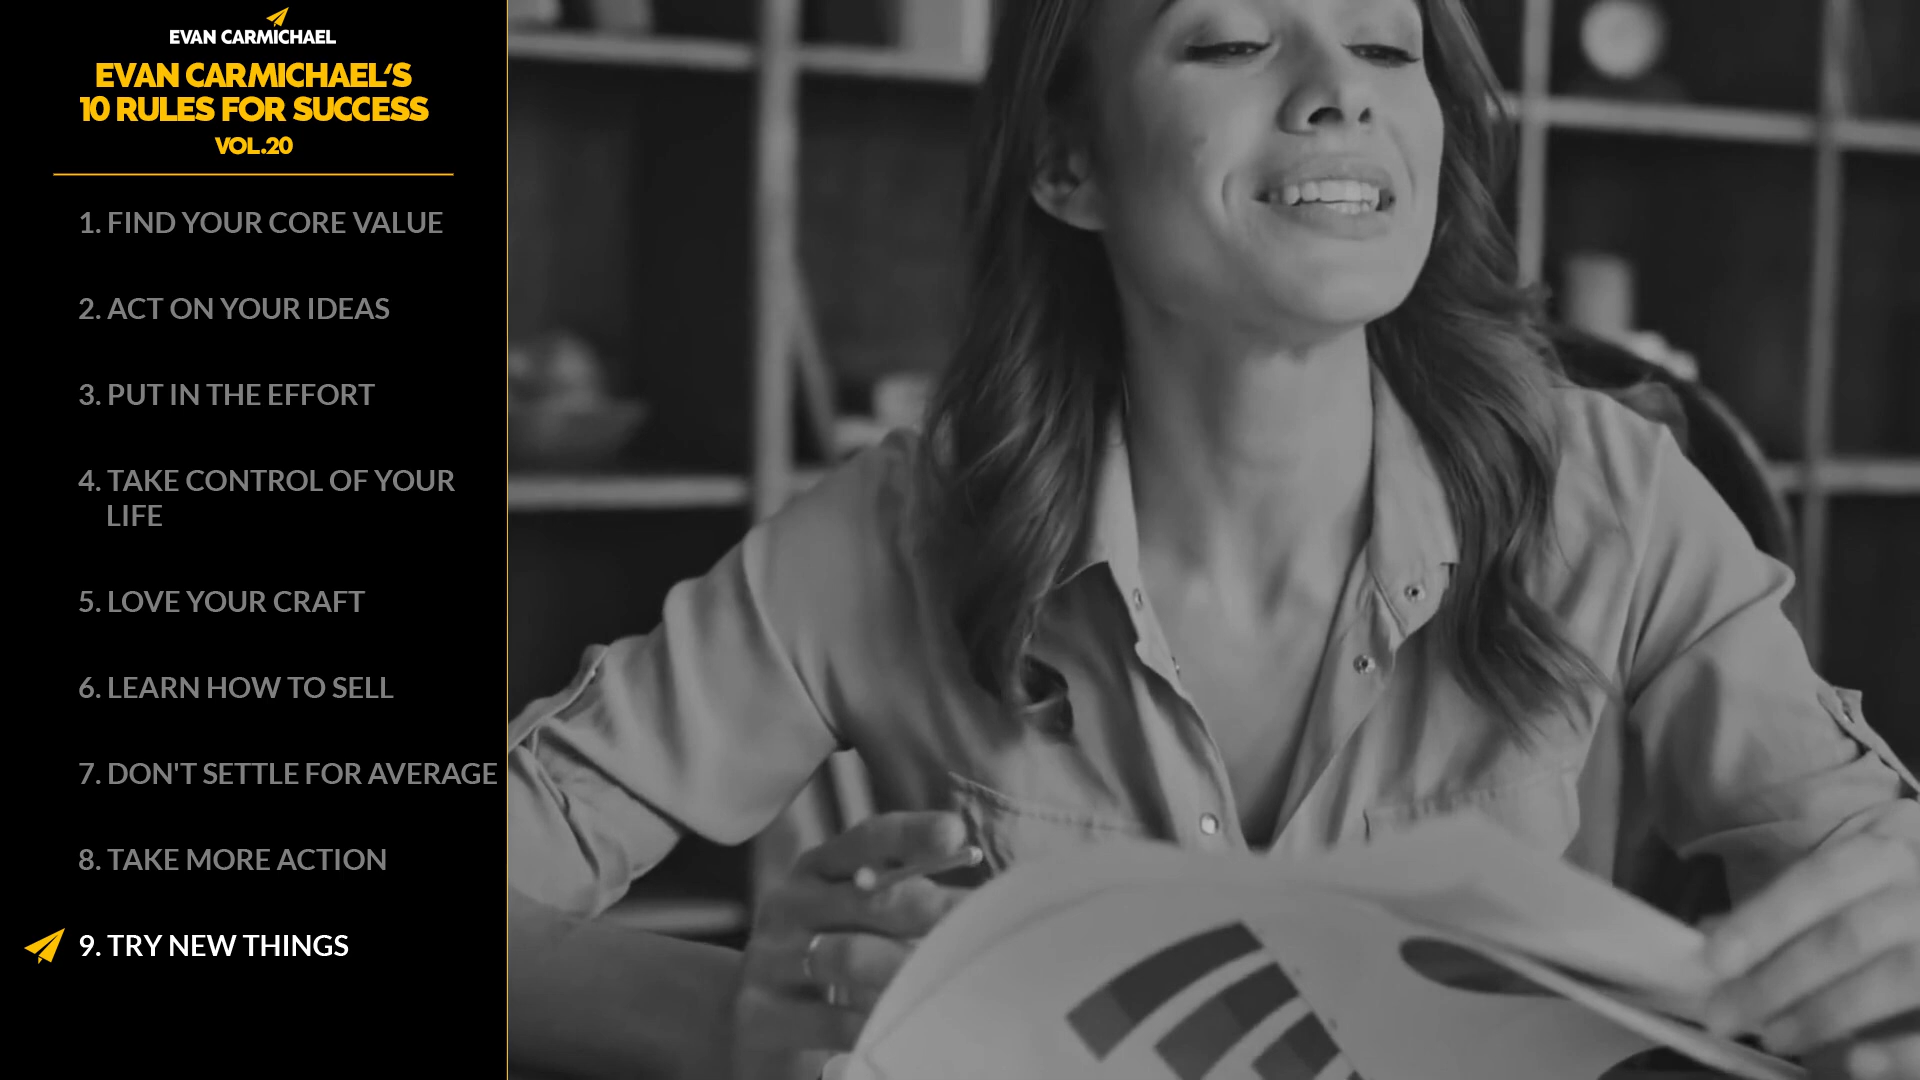 EVAN CARMICHAEL
EVAN CARMICHAEL'S
10 RULES FOR SUCCESS
VOL.20
1. FIND YOUR CORE VALUE
2. ACT ON YOUR IDEAS
3. PUT IN THE EFFORT
4. TAKE CONTROL OF YOUR
LIFE
5. LOVE YOUR CRAFT
6. LEARN HOW TO SELL
7. DON'T SETTLE FOR AVERAGE
8. TAKE MORE ACTION
9. TRY NEW THINGS